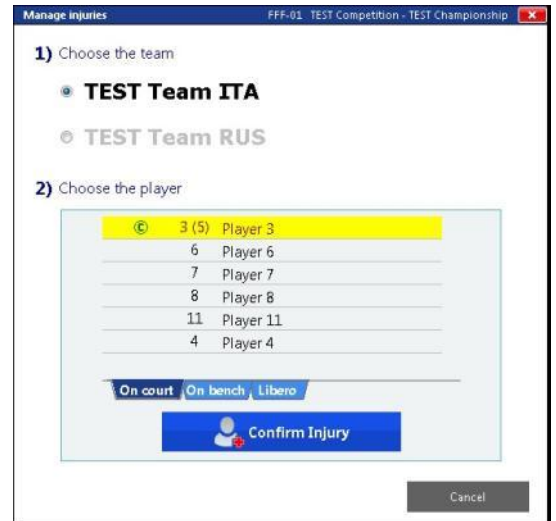 Manage injuries FFF-01 TEST Competition - TEST Championship X
1) Choose the team
TEST Team ITA
TEST Team RUS
2) Choose the player
C 3 (5) Player 3
6 Player 6
7 Player 7
8 Player 8
11 Player 11
4 Player 4
On court On bench Libero
Confirm Injury
Cancel